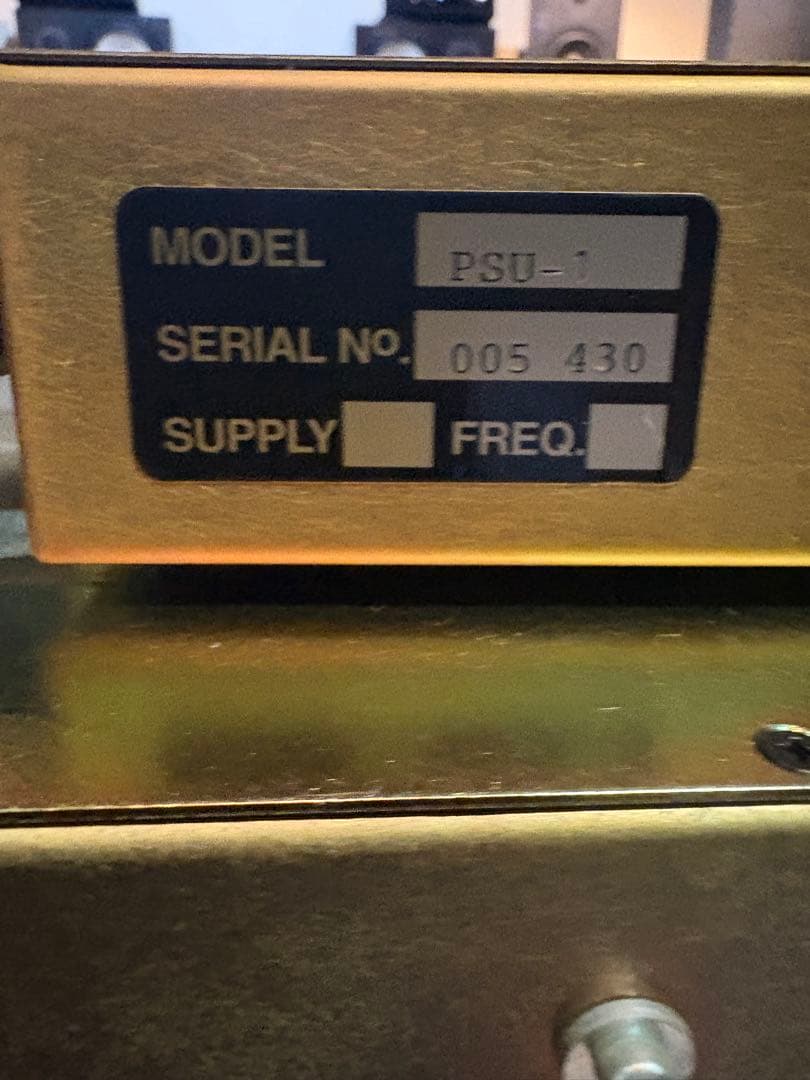 MODEL PSU-1
SERIAL No. 005 430
SUPPLY FREQ.